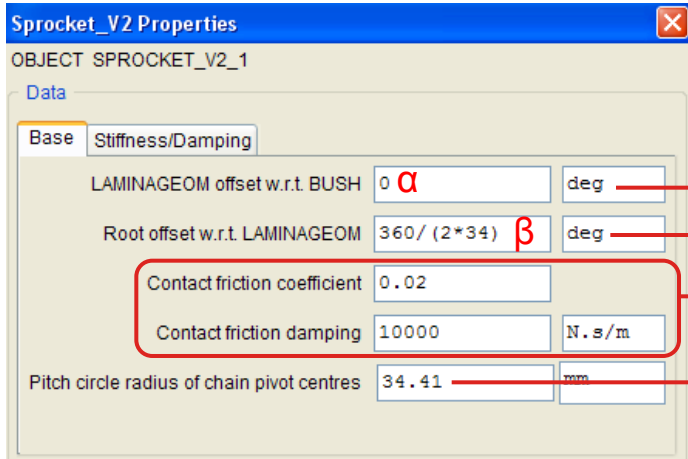 Sprocket_V2 Properties
OBJECT SPROCKET_V2_1
Data
Base Stiffness/Damping
LAMINAGEOM offset w.r.t. BUSH 0 α deg
Root offset w.r.t. LAMINAGEOM 360/(2*34) β deg
Contact friction coefficient 0.02
Contact friction damping 10000 N.s/m
Pitch circle radius of chain pivot centres 34.41 mm